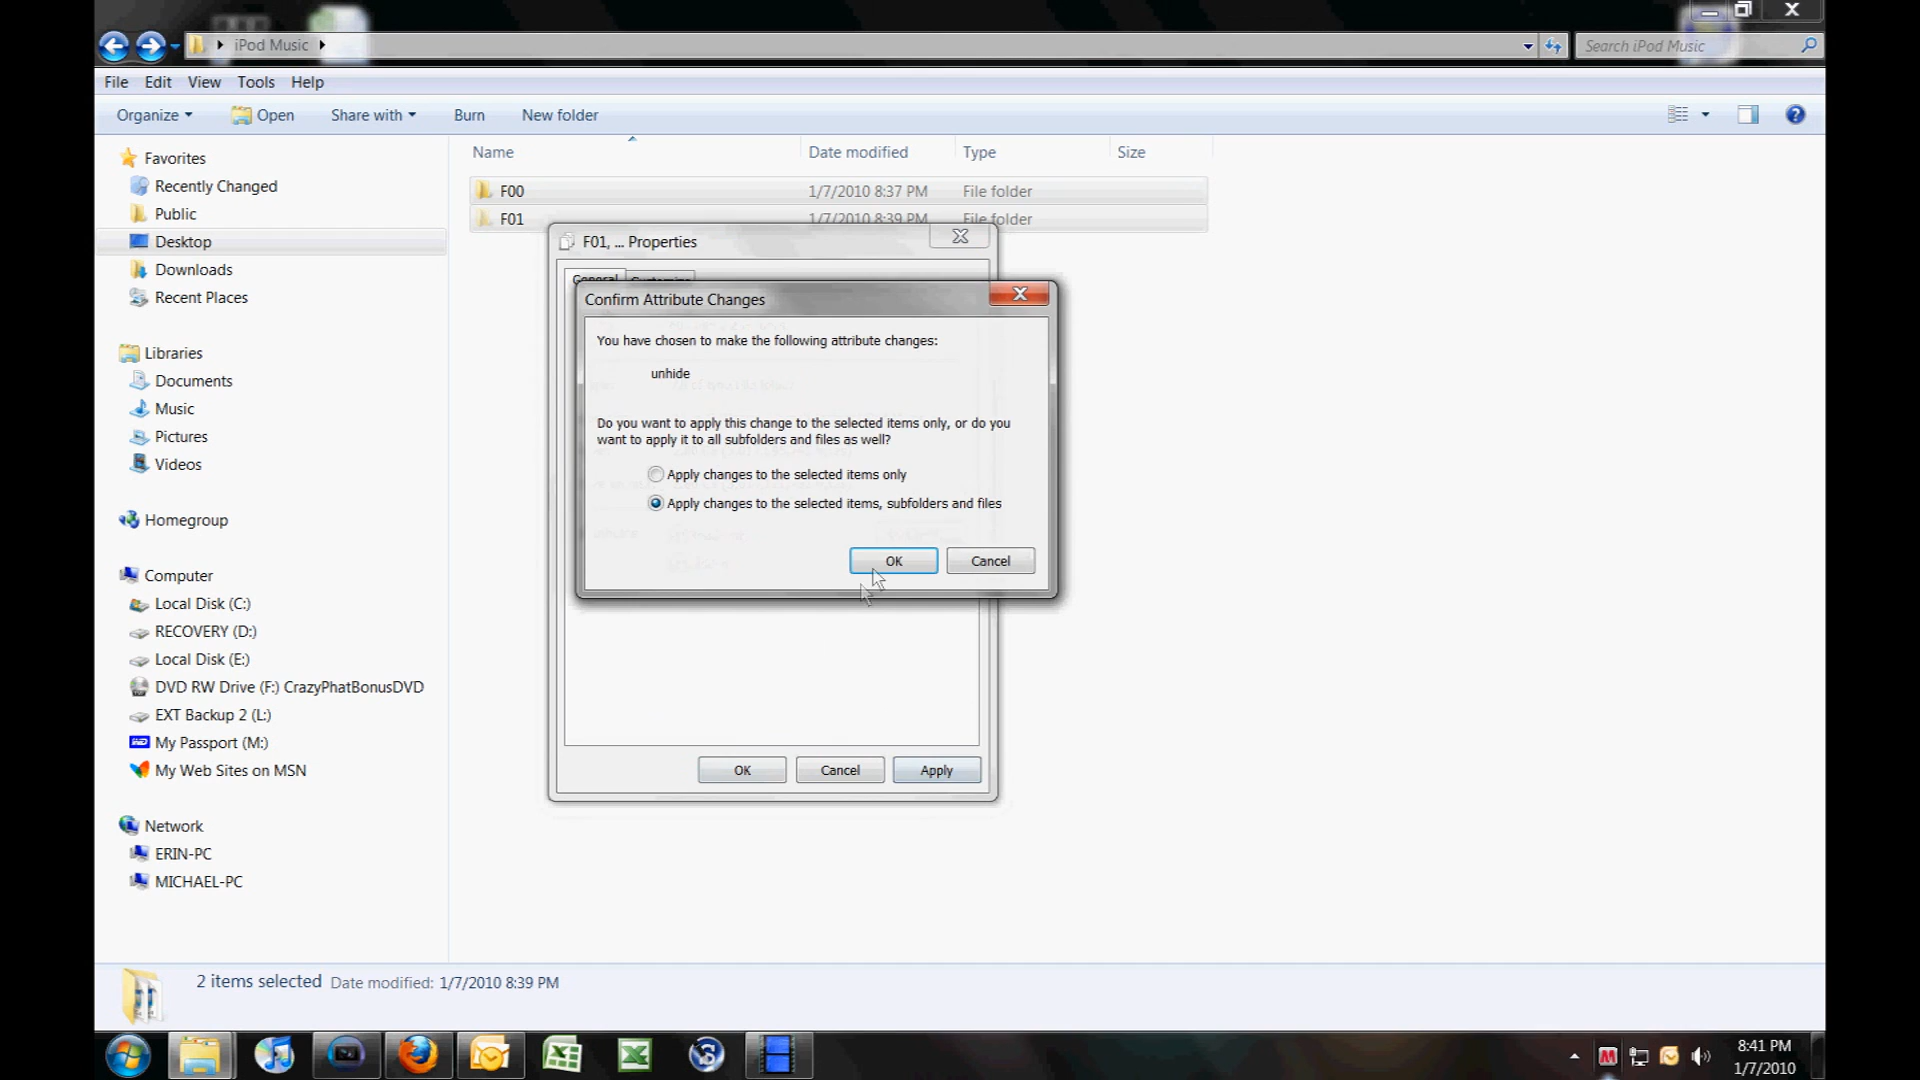 iPod Music
Search iPod Music
File Edit View Tools Help
Organize Open Share with Burn New folder
Name Date modified Type Size
Favorites
Recently Changed
Public
Desktop
Downloads
Recent Places
Libraries
Documents
Music
Pictures
Videos
Homegroup
Computer
Local Disk (C:)
RECOVERY (D:)
Local Disk (E:)
DVD RW Drive (F:) CrazyPhatBonusDVD
EXT Backup 2 (L:)
My Passport (M:)
My Web Sites on MSN
Network
ERIN-PC
MICHAEL-PC
F00 1/7/2010 8:37 PM File folder
F01 1/7/2010 8:39 PM File folder
F01, ... Properties
General Customize
Confirm Attribute Changes
You have chosen to make the following attribute changes:
unhide
Do you want to apply this change to the selected items only, or do you
want to apply it to all subfolders and files as well?
Apply changes to the selected items only
Apply changes to the selected items, subfolders and files
OK Cancel
OK Cancel Apply
2 items selected Date modified: 1/7/2010 8:39 PM
8:41 PM
1/7/2010